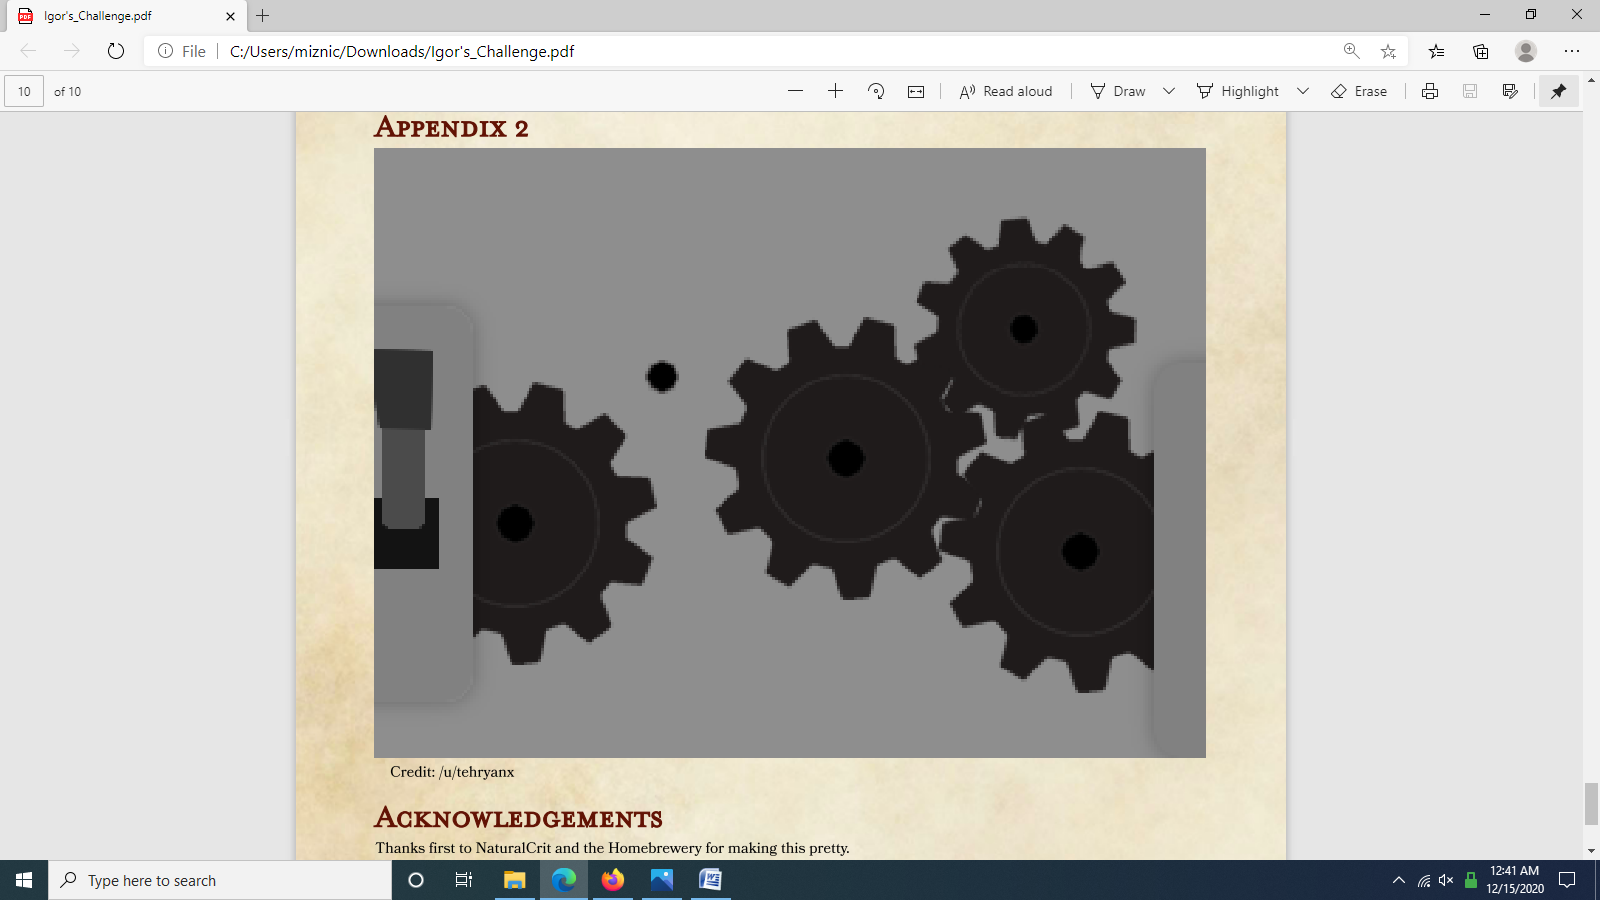 Igor's_Challenge.pdf
File C:/Users/miznic/Downloads/Igor's_Challenge.pdf
10 of 10 Read aloud Draw Highlight Erase
APPENDIX 2
Credit: /u/tehryanx
ACKNOWLEDGEMENTS
Thanks first to NaturalCrit and the Homebrewery for making this pretty.
Type here to search
12:41 AM
12/15/2020